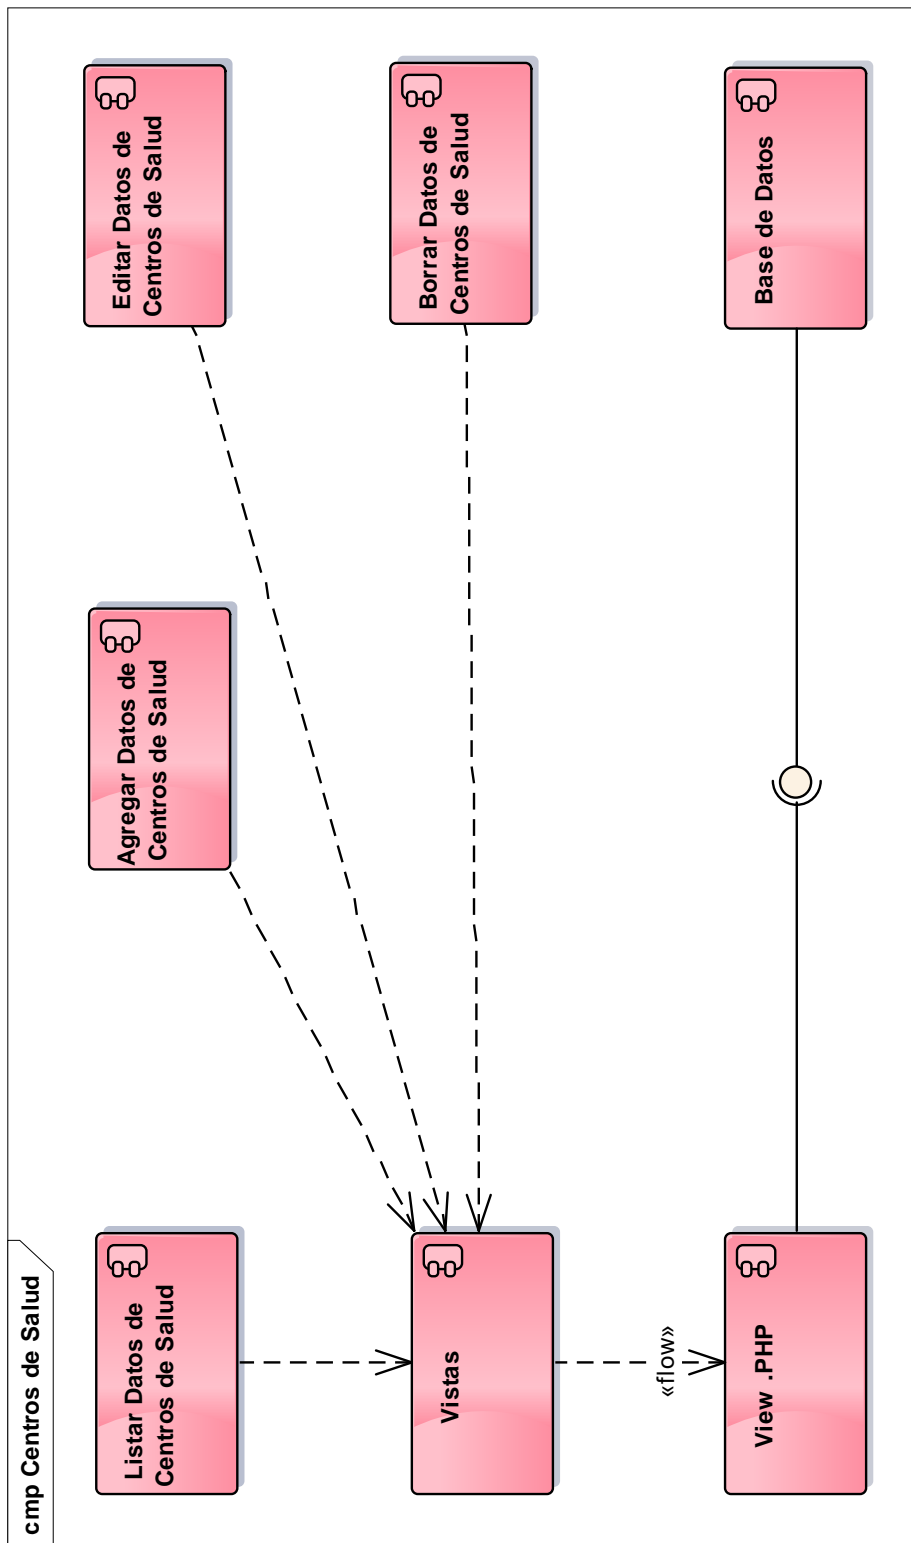 cmp Centros de Salud
Listar Datos de
Centros de Salud
Agregar Datos de
Centros de Salud
Editar Datos de
Centros de Salud
Vistas
Borrar Datos de
Centros de Salud
«flow»
View .PHP
Base de Datos